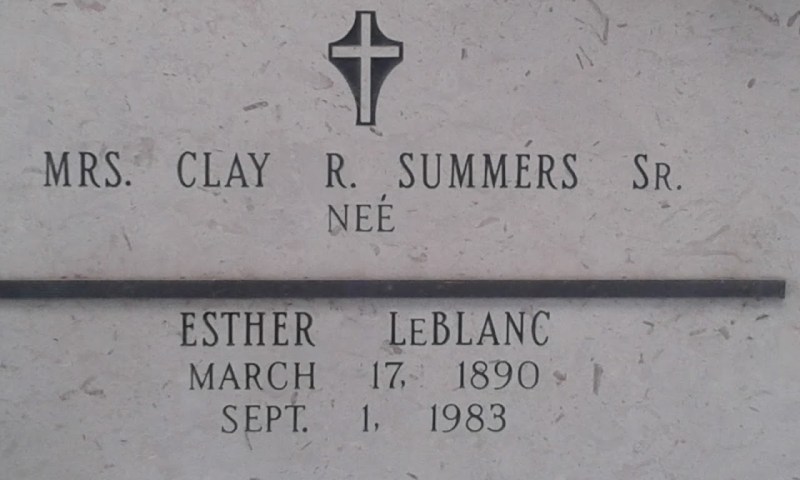 MRS. CLAY R. SUMMERS SR.
NEÉ
ESTHER LEBLANC
MARCH 17, 1890
SEPT. 1, 1983